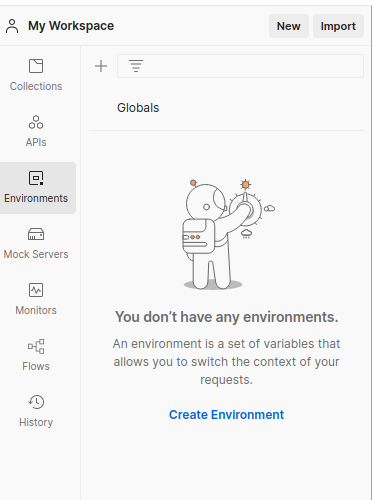 My Workspace
New
Import
Collections
APIs
Environments
Mock Servers
Monitors
Flows
History
Globals
You don’t have any environments.
An environment is a set of variables that
allows you to switch the context of your
requests.
Create Environment